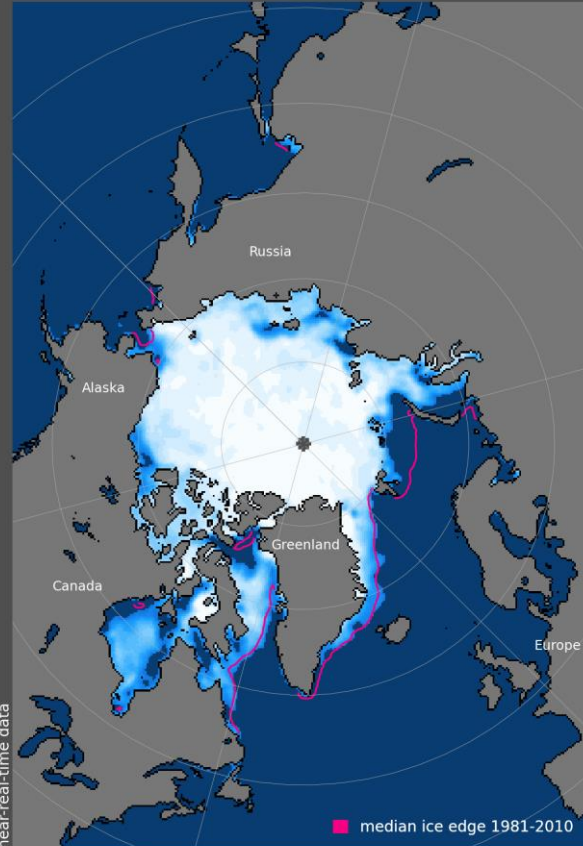 Russia
Alaska
Greenland
Canada
Europe
near-real-time data
median ice edge 1981-2010